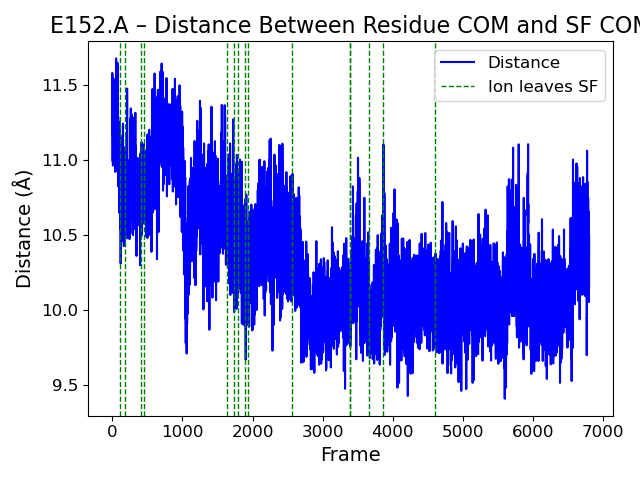 E152.A – Distance Between Residue COM and SF COM
Distance
Ion leaves SF
Distance (Å)
11.5
11.0
10.5
10.0
9.5
0 1000 2000 3000 4000 5000 6000 7000
Frame